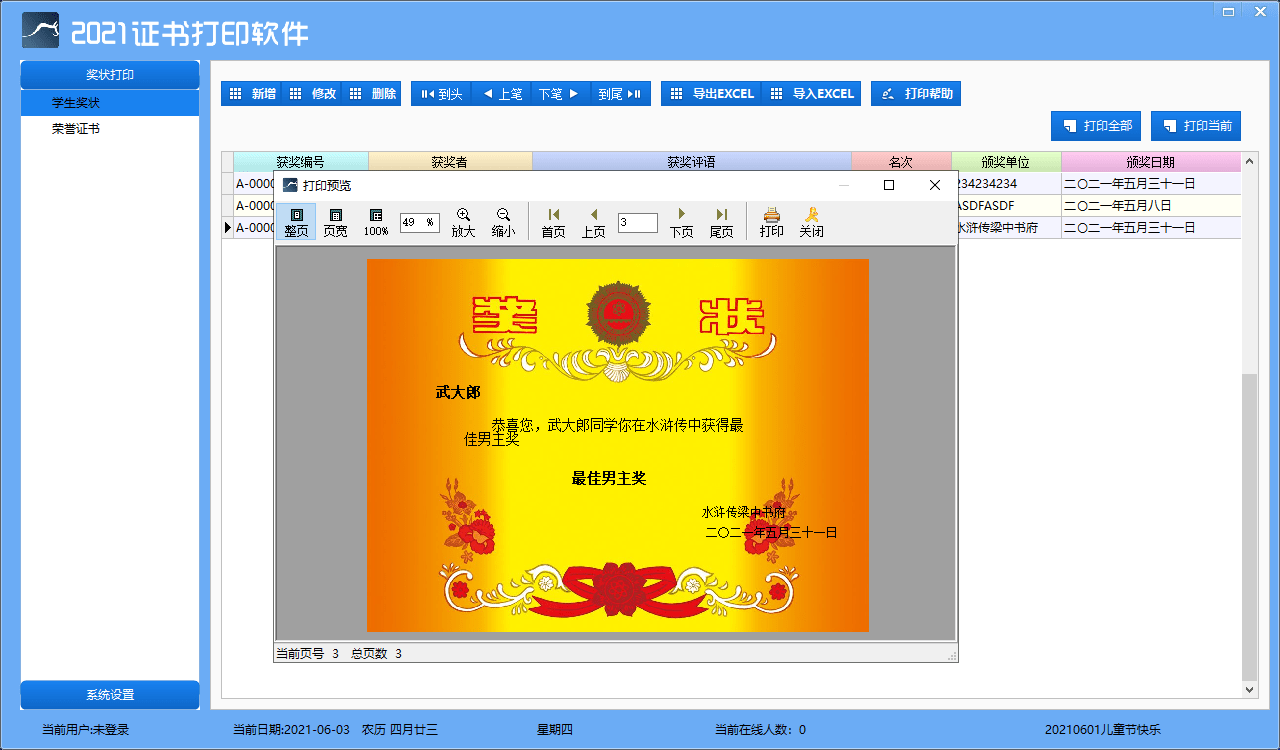 2021证书打印软件
奖状打印
学生奖状
荣誉证书
系统设置
新增 修改 删除 到头 上笔 下笔 到尾 导出EXCEL 导入EXCEL 打印帮助
打印全部 打印当前
获奖编号 获奖者 获奖评语 名次 颁奖单位 颁奖日期
A-0000 234234234 二〇二一年五月三十一日
A-0000 ASDFASDF 二〇二一年五月八日
A-0000 水浒传梁中书府 二〇二一年五月三十一日
打印预览
整页 页宽 100% 49 % 放大 缩小 首页 上页 3 下页 尾页 打印 关闭
奖 状
武大郎
恭喜您，武大郎同学你在水浒传中获得最
佳男主奖
最佳男主奖
水浒传梁中书府
二〇二一年五月三十一日
当前页号 3 总页数 3
当前用户:未登录 当前日期:2021-06-03 农历 四月廿三 星期四 当前在线人数：0 20210601儿童节快乐